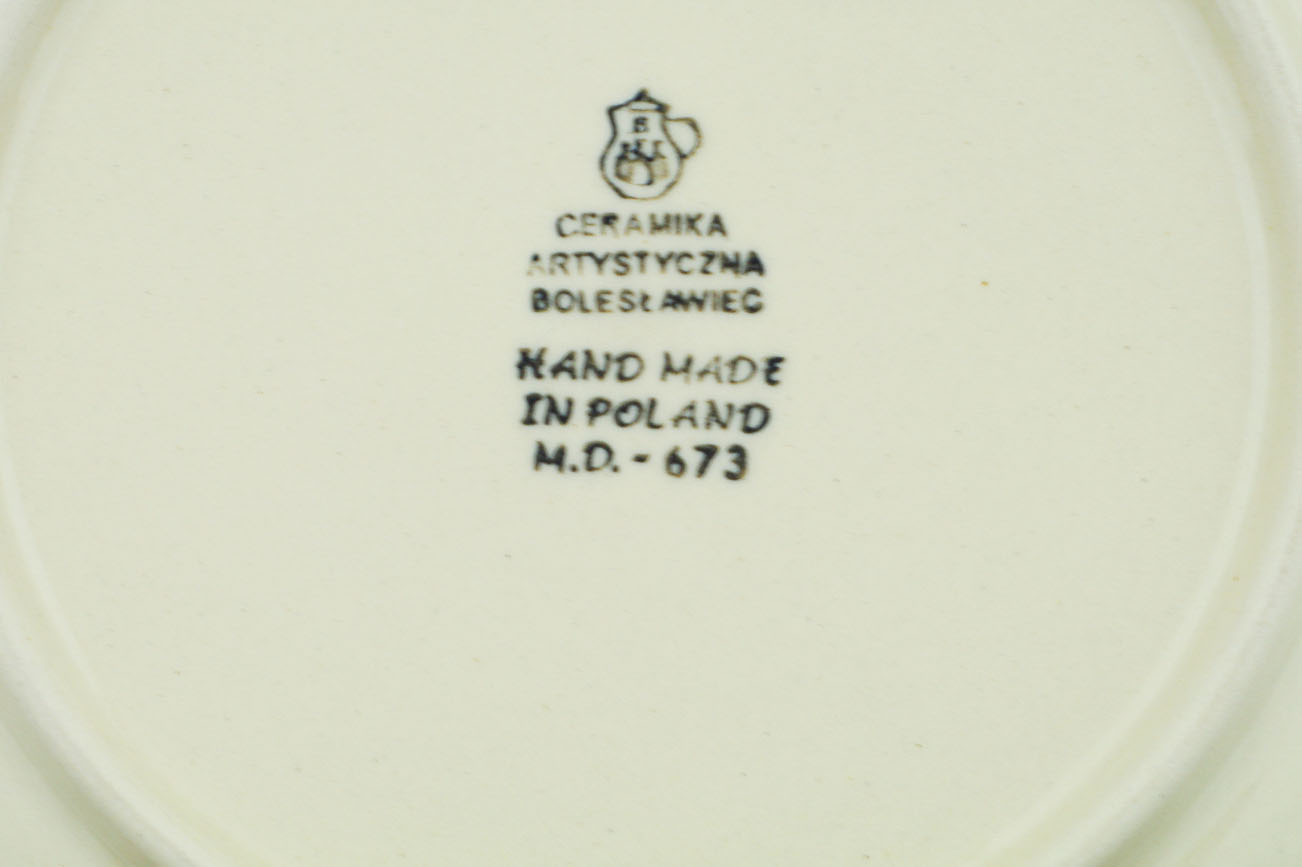 B
CERAMIKA
ARTYSTYCZNA
BOLESŁAWIEC
HAND MADE
IN POLAND
M.D. - 673